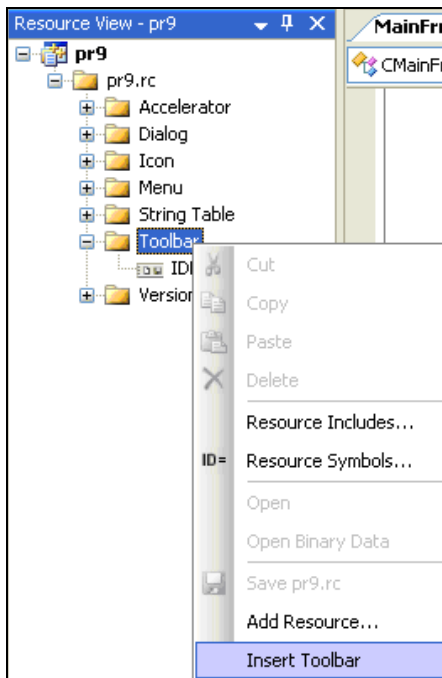 Resource View - pr9
MainFr
pr9
CMainFr
pr9.rc
Accelerator
Dialog
Icon
Menu
String Table
Toolbar
Cut
Version
Copy
Paste
Delete
Resource Includes...
ID= Resource Symbols...
Open
Open Binary Data
Save pr9.rc
Add Resource...
Insert Toolbar